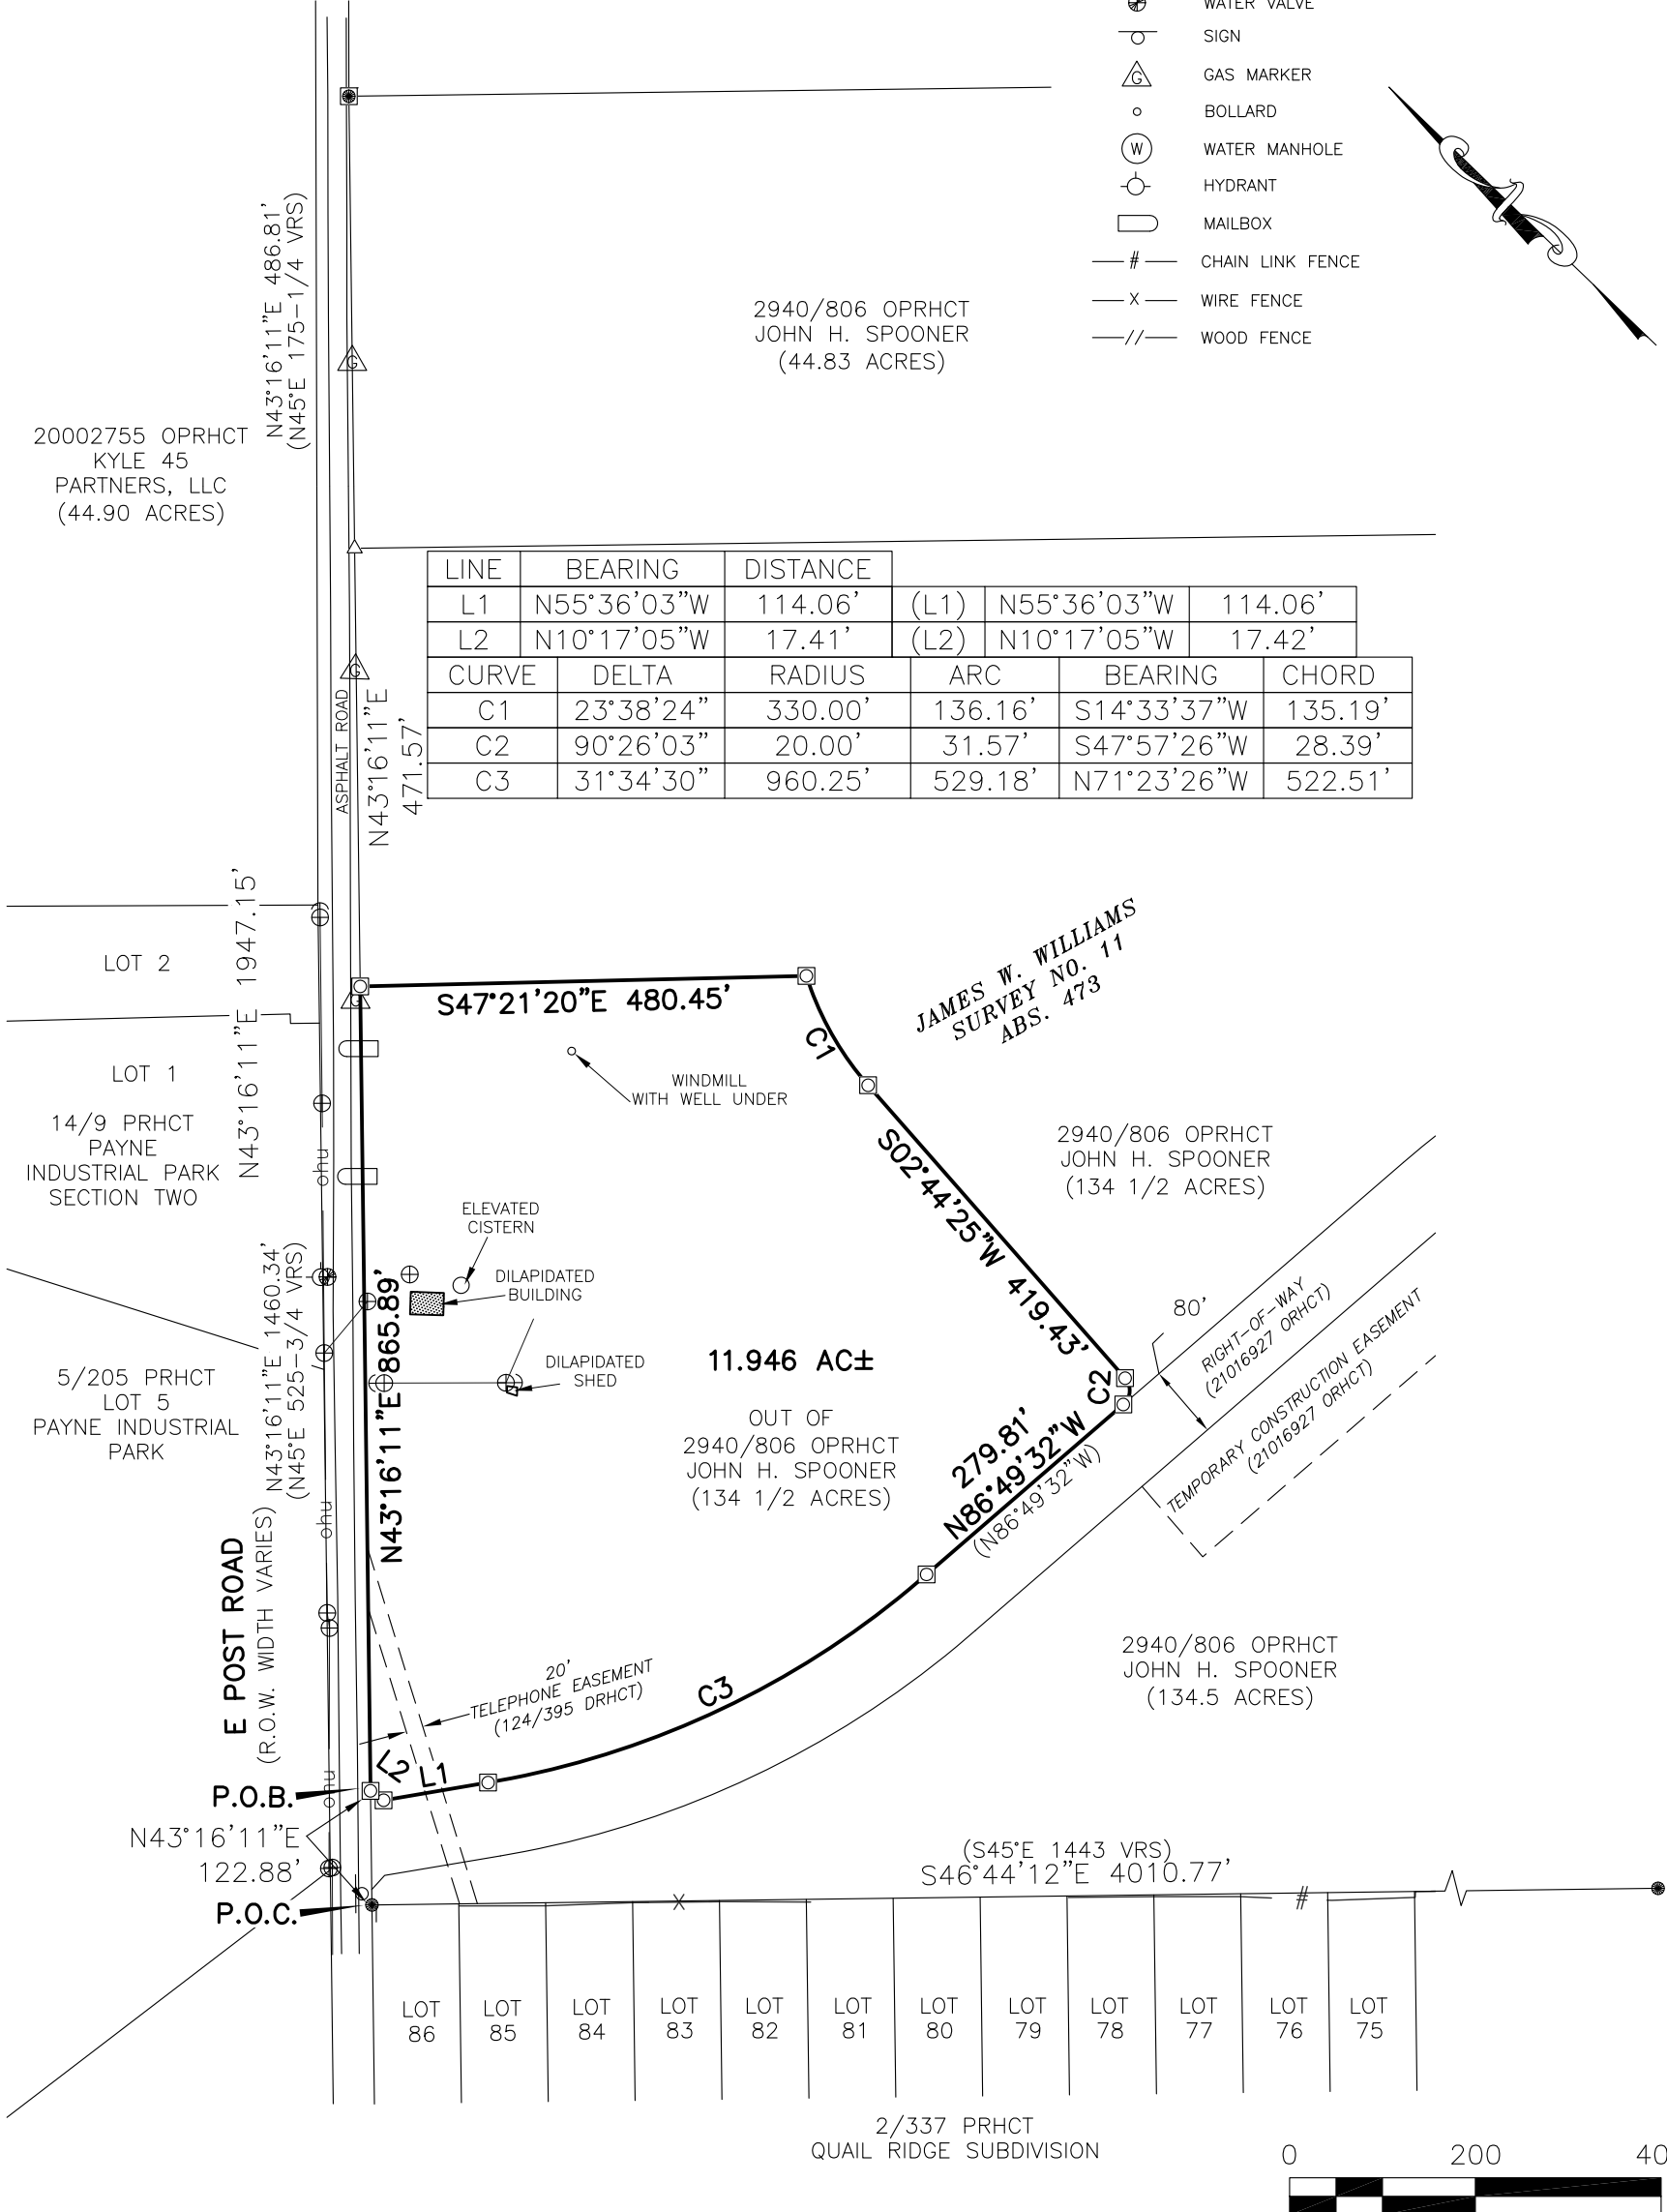 WATER VALVE
SIGN
G GAS MARKER
BOLLARD
W WATER MANHOLE
HYDRANT
MAILBOX
# CHAIN LINK FENCE
X WIRE FENCE
// WOOD FENCE
N43°16'11"E 486.81'
(N45°E 175-1/4 VRS)
G
2940/806 OPRHCT
JOHN H. SPOONER
(44.83 ACRES)
20002755 OPRHCT
KYLE 45
PARTNERS, LLC
(44.90 ACRES)
LINE BEARING DISTANCE
L1 N55°36'03"W 114.06' (L1) N55°36'03"W 114.06'
L2 N10°17'05"W 17.41' (L2) N10°17'05"W 17.42'
CURVE DELTA RADIUS ARC BEARING CHORD
C1 23°38'24" 330.00' 136.16' S14°33'37"W 135.19'
C2 90°26'03" 20.00' 31.57' S47°57'26"W 28.39'
C3 31°34'30" 960.25' 529.18' N71°23'26"W 522.51'
G
ASPHALT ROAD
N43°16'11"E
471.57'
N43°16'11"E 1947.15'
LOT 2
LOT 1
14/9 PRHCT
PAYNE
INDUSTRIAL PARK
SECTION TWO
G
S47°21'20"E 480.45'
C1
JAMES W. WILLIAMS
SURVEY NO. 11
ABS. 473
WINDMILL
WITH WELL UNDER
ohu
S02°44'25"W 419.43'
2940/806 OPRHCT
JOHN H. SPOONER
(134 1/2 ACRES)
ELEVATED
CISTERN
DILAPIDATED
BUILDING
DILAPIDATED
SHED
N43°16'11"E 865.89'
N43°16'11"E 1460.34'
(N45°E 525-3/4 VRS)
5/205 PRHCT
LOT 5
PAYNE INDUSTRIAL
PARK
11.946 AC±
OUT OF
2940/806 OPRHCT
JOHN H. SPOONER
(134 1/2 ACRES)
C2
80'
RIGHT-OF-WAY
(21016927 ORHCT)
TEMPORARY CONSTRUCTION EASEMENT
(21016927 ORHCT)
279.81'
N86°49'32"W
(N86°49'32"W)
ohu
E POST ROAD
(R.O.W. WIDTH VARIES)
20'
TELEPHONE EASEMENT
(124/395 DRHCT)
C3
2940/806 OPRHCT
JOHN H. SPOONER
(134.5 ACRES)
L2
L1
ohu
P.O.B.
N43°16'11"E
122.88'
P.O.C.
(S45°E 1443 VRS)
S46°44'12"E 4010.77'
X
#
LOT
86
LOT
85
LOT
84
LOT
83
LOT
82
LOT
81
LOT
80
LOT
79
LOT
78
LOT
77
LOT
76
LOT
75
2/337 PRHCT
QUAIL RIDGE SUBDIVISION
0 200 40